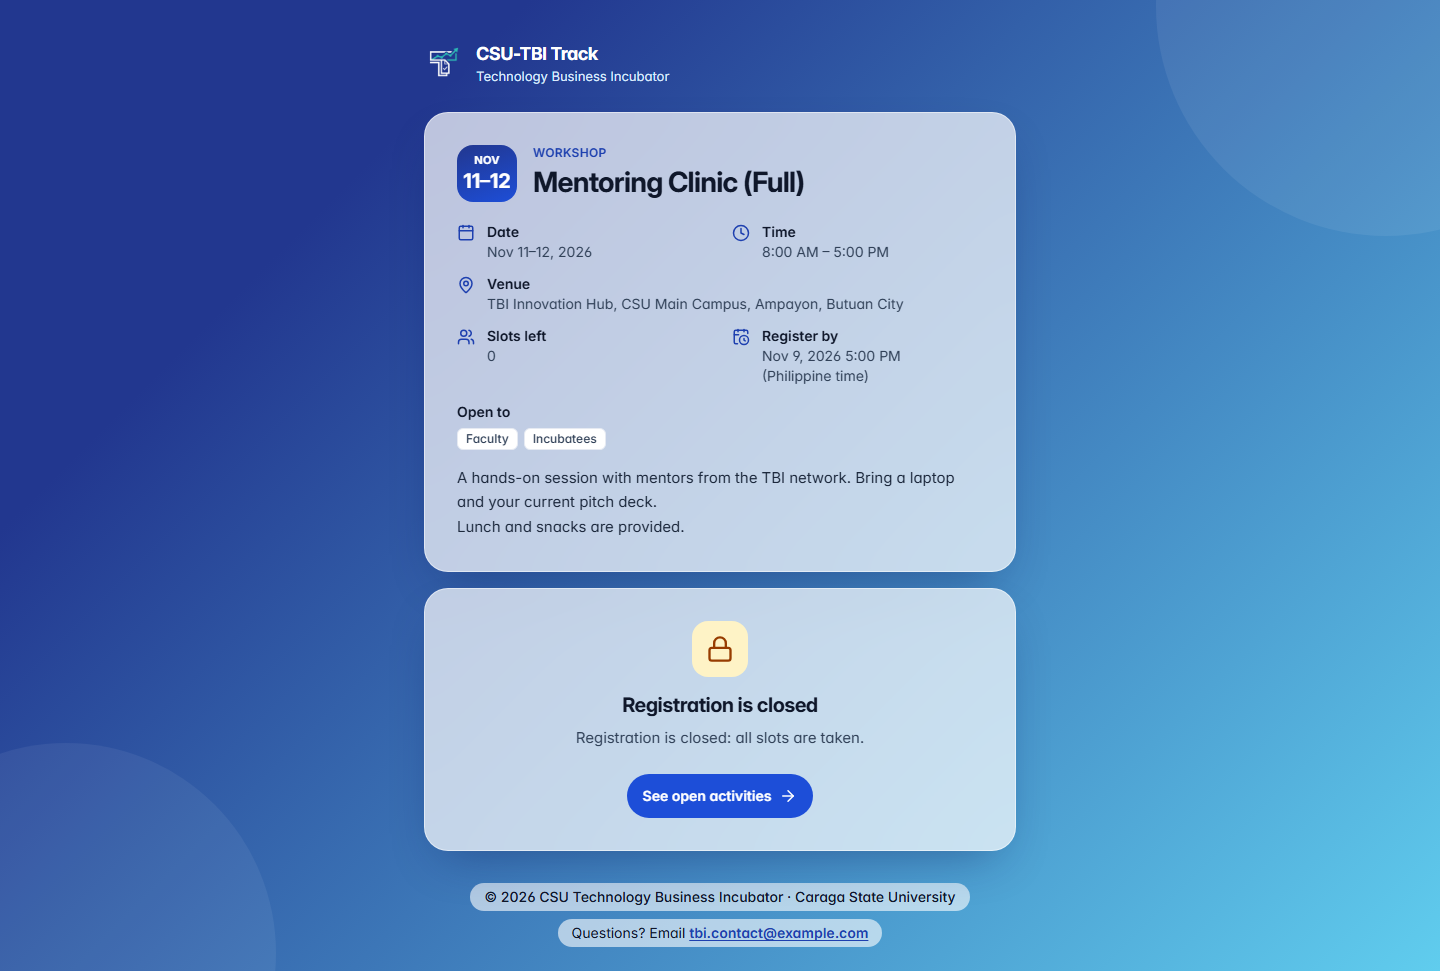 CSU-TBI Track
Technology Business Incubator
NOV
11–12
WORKSHOP
Mentoring Clinic (Full)
Date
Nov 11–12, 2026
Time
8:00 AM – 5:00 PM
Venue
TBI Innovation Hub, CSU Main Campus, Ampayon, Butuan City
Slots left
0
Register by
Nov 9, 2026 5:00 PM
(Philippine time)
Open to
Faculty
Incubatees
A hands-on session with mentors from the TBI network. Bring a laptop
and your current pitch deck.
Lunch and snacks are provided.
Registration is closed
Registration is closed: all slots are taken.
See open activities
© 2026 CSU Technology Business Incubator · Caraga State University
Questions? Email tbi.contact@example.com